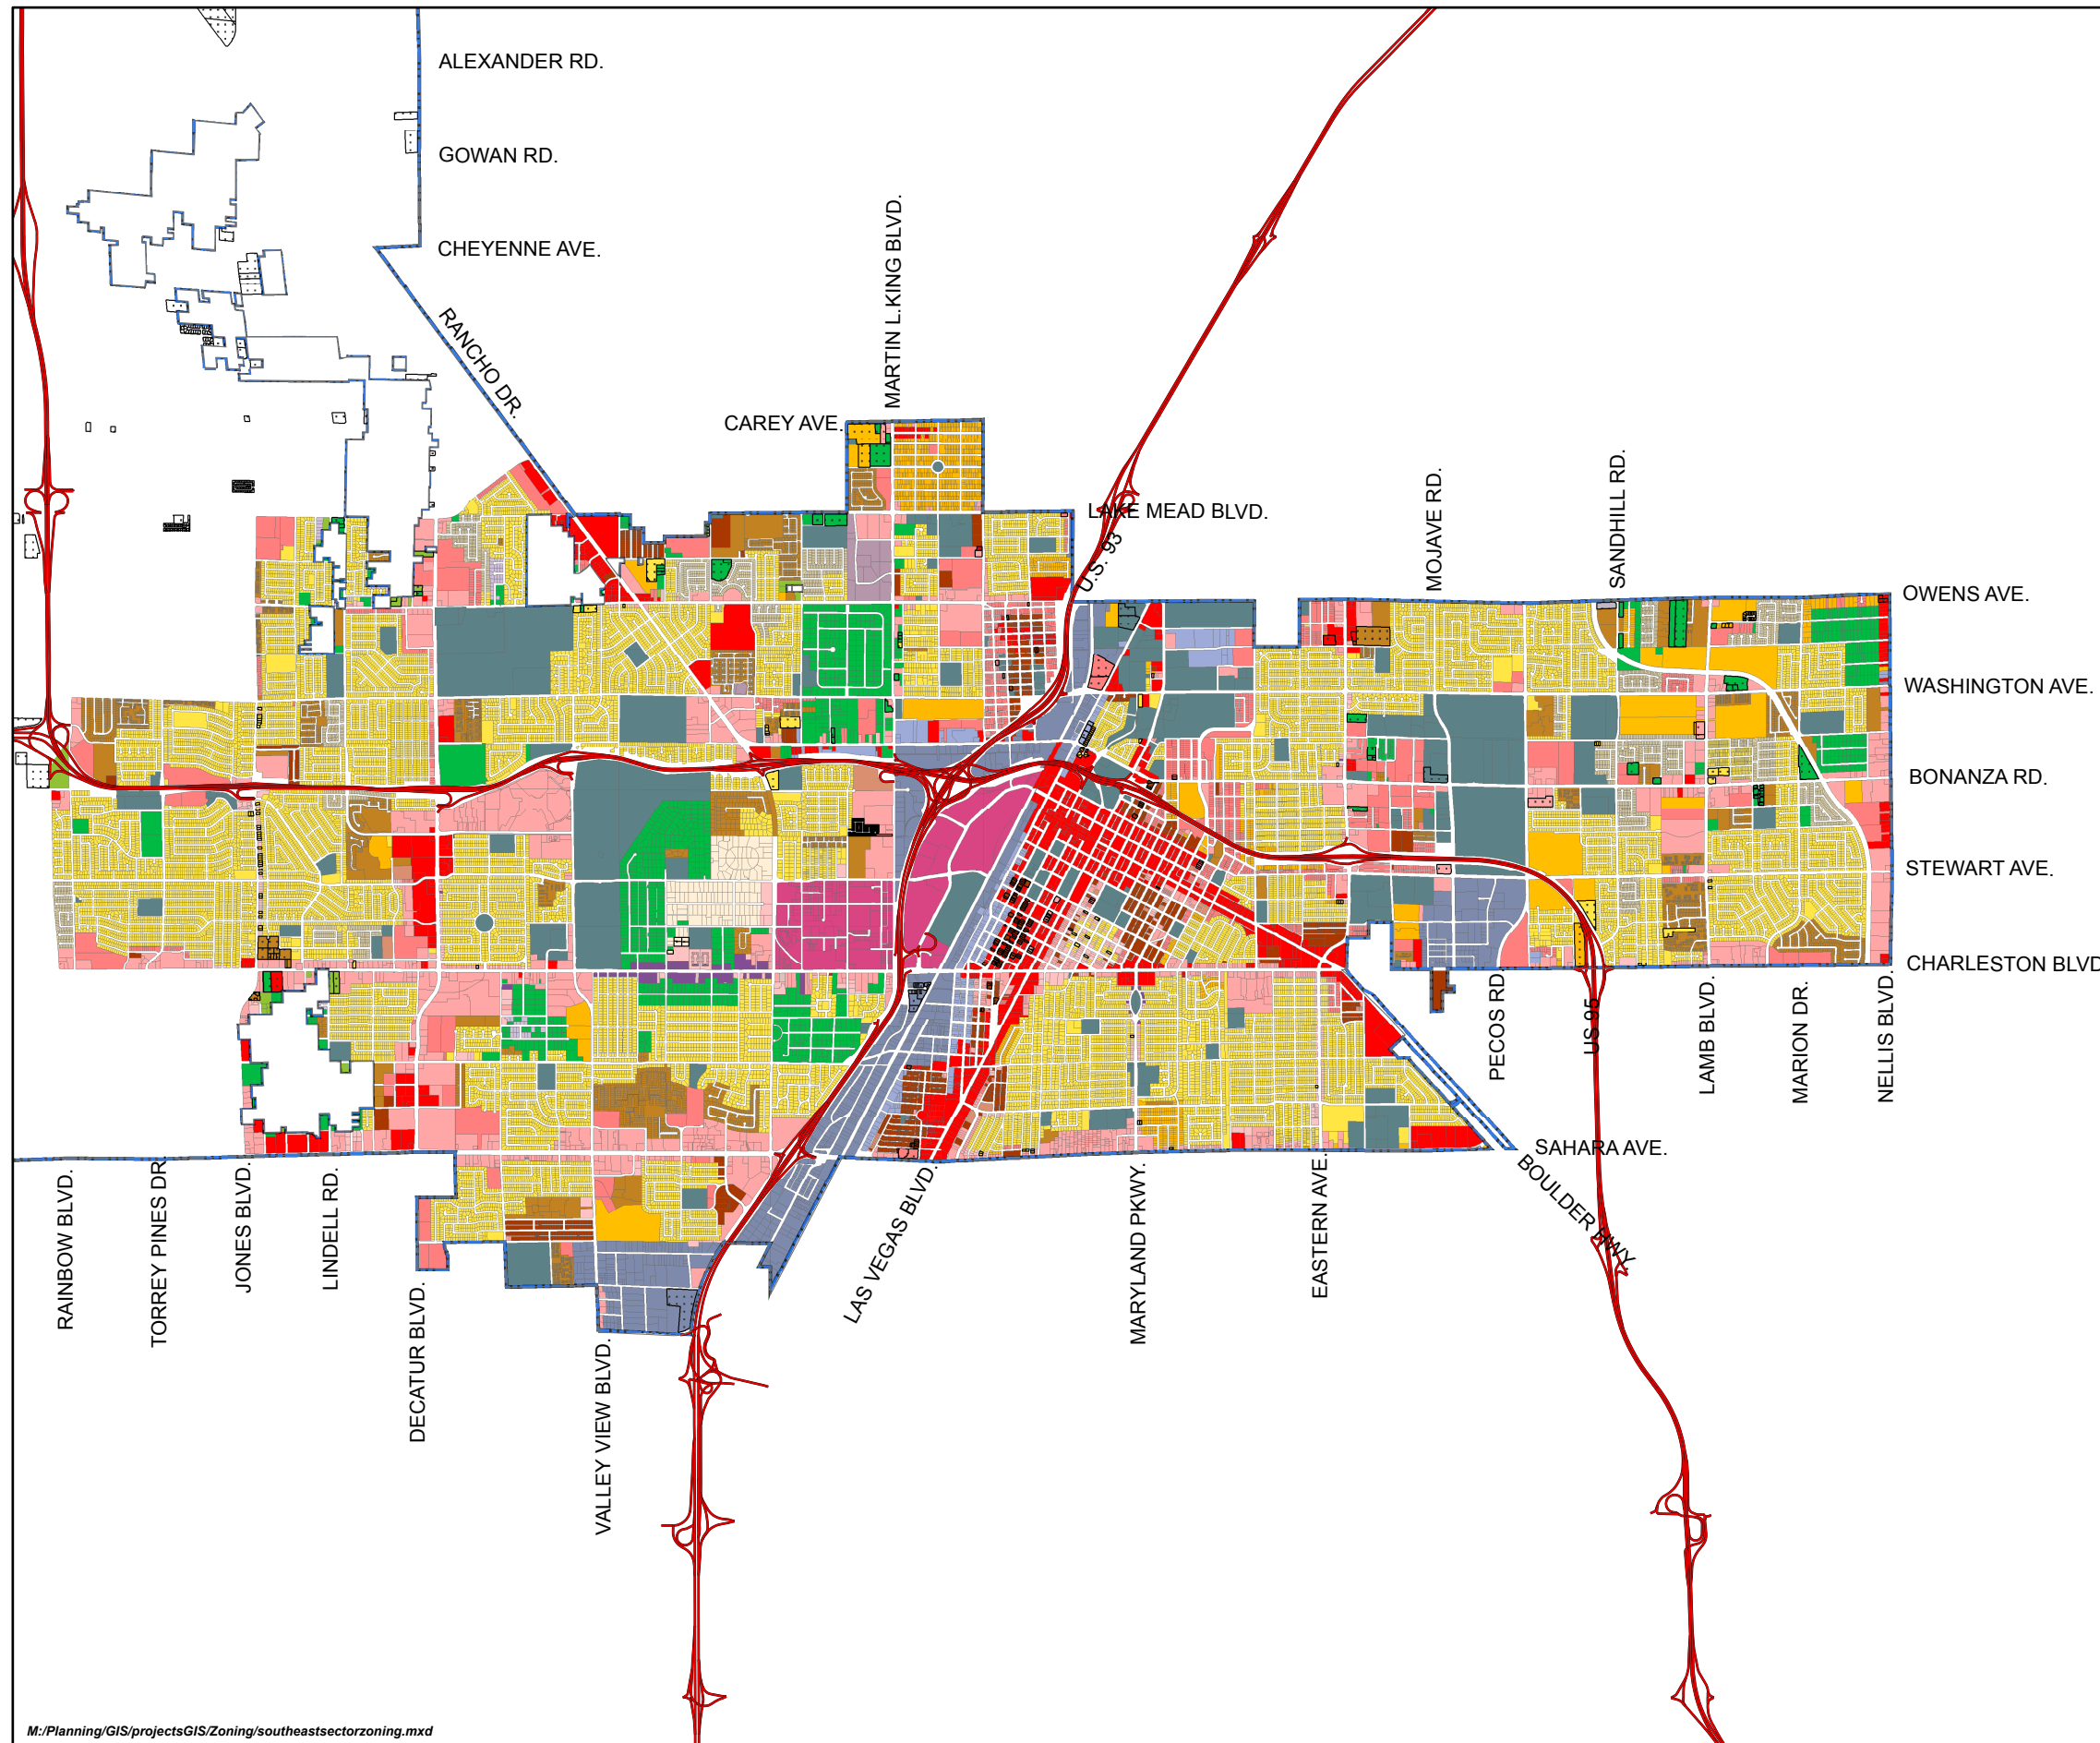 ALEXANDER RD.
GOWAN RD.
CHEYENNE AVE.
RANCHO DR.
MARTIN L.KING BLVD.
CAREY AVE.
LAKE MEAD BLVD.
U.S. 93
MOJAVE RD.
SANDHILL RD.
OWENS AVE.
WASHINGTON AVE.
BONANZA RD.
STEWART AVE.
CHARLESTON BLVD
PECOS RD.
US 95
LAMB BLVD.
MARION DR.
NELLIS BLVD.
SAHARA AVE.
BOULDER HWY.
RAINBOW BLVD.
TORREY PINES DR.
JONES BLVD.
LINDELL RD.
DECATUR BLVD.
VALLEY VIEW BLVD.
LAS VEGAS BLVD.
MARYLAND PKWY.
EASTERN AVE.
M:/Planning/GIS/projectsGIS/Zoning/southeastsectorzoning.mxd